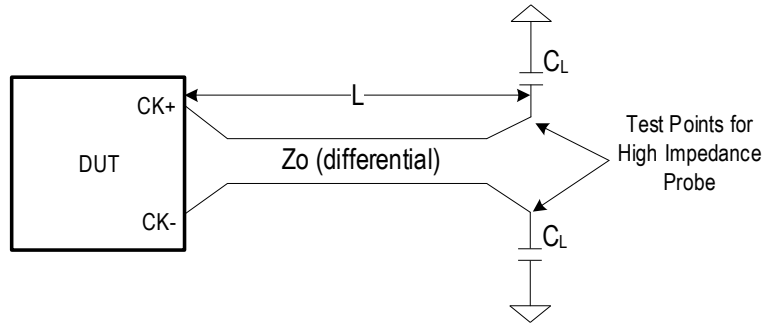 CL
L
CK+
Test Points for
High Impedance
Probe
DUT
Zo (differential)
CK-
CL